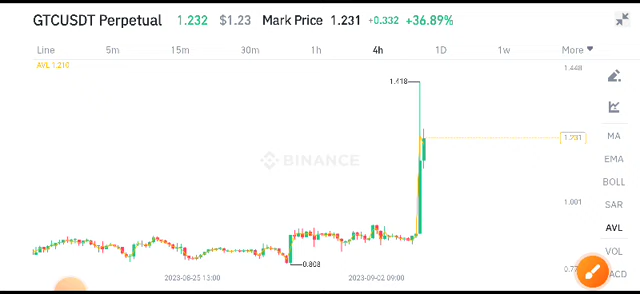 GTCUSDT Perpetual 1.232 $1.23 Mark Price 1.231 +0.332 +36.89%
Line 5m 15m 30m 1h 4h 1D 1w More
AVL 1.210
1.448
1.418
1.231
MA
BINANCE
EMA
BOLL
1.001
SAR
AVL
VOL
0.808
2023-08-25 13:00 2023-09-02 09:00